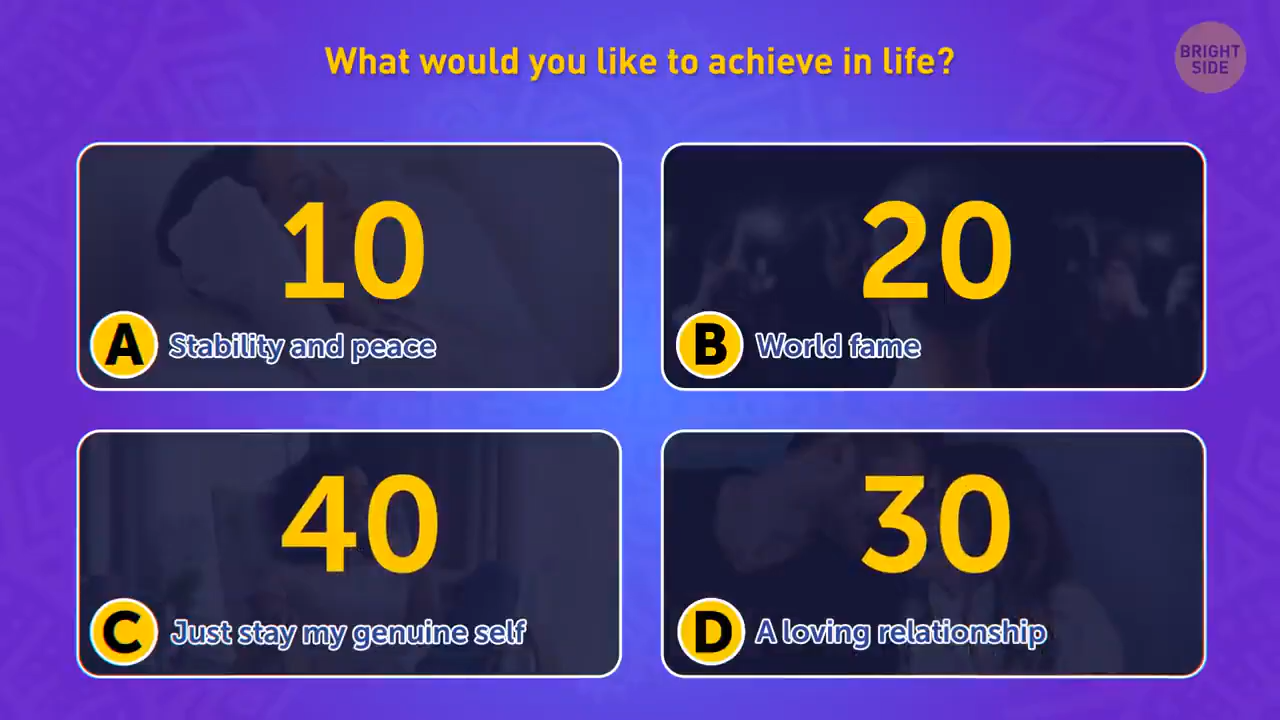 What would you like to achieve in life?
BRIGHT
SIDE
10
A Stability and peace
20
B World fame
40
C Just stay my genuine self
30
D A loving relationship